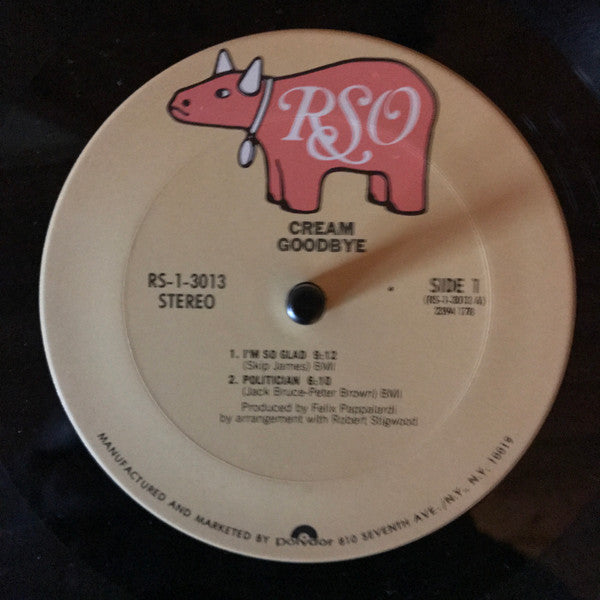 RSO
CREAM
GOODBYE
RS-1-3013
STEREO
SIDE 1
(RS-1-3013 A)
1. I'M SO GLAD 9:12
(Skip James) BMI
2. POLITICIAN 6:10
(Jack Bruce-Peter Brown) BMI
Produced by Felix Pappalardi
by arrangement with Robert Stigwood
MANUFACTURED AND MARKETED BY polydor 810 SEVENTH AVE./N.Y., N.Y. 10019